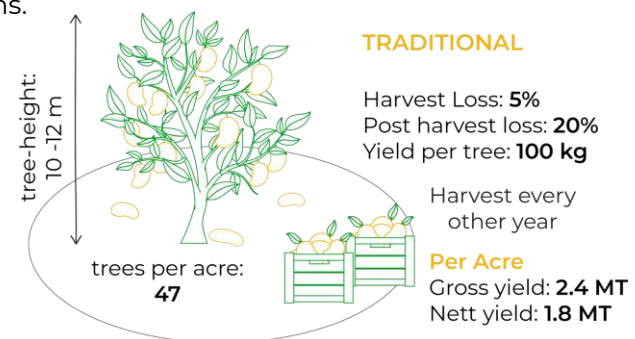 ns.
TRADITIONAL
Harvest Loss: 5%
Post harvest loss: 20%
Yield per tree: 100 kg
Harvest every
other year
Per Acre
Gross yield: 2.4 MT
Nett yield: 1.8 MT
tree-height:
10 -12 m
trees per acre:
47